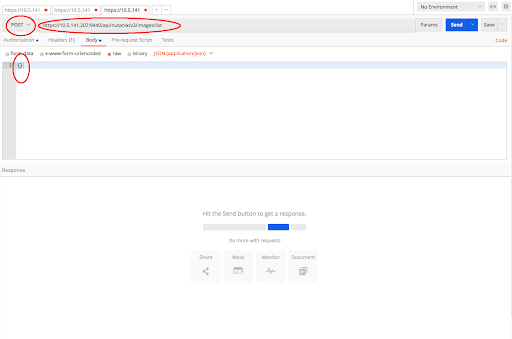 https://10.5.141 https://10.5.141 https://10.5.141 + ··· No Environment
POST https://10.5.141.207:9440/api/nutanix/v3/images/list Params Send Save
Authorization Headers (1) Body Pre-request Script Tests Code
form-data x-www-form-urlencoded raw binary JSON (application/json)
1 {}
Response
Hit the Send button to get a response.
Do more with requests
Share Mock Monitor Document